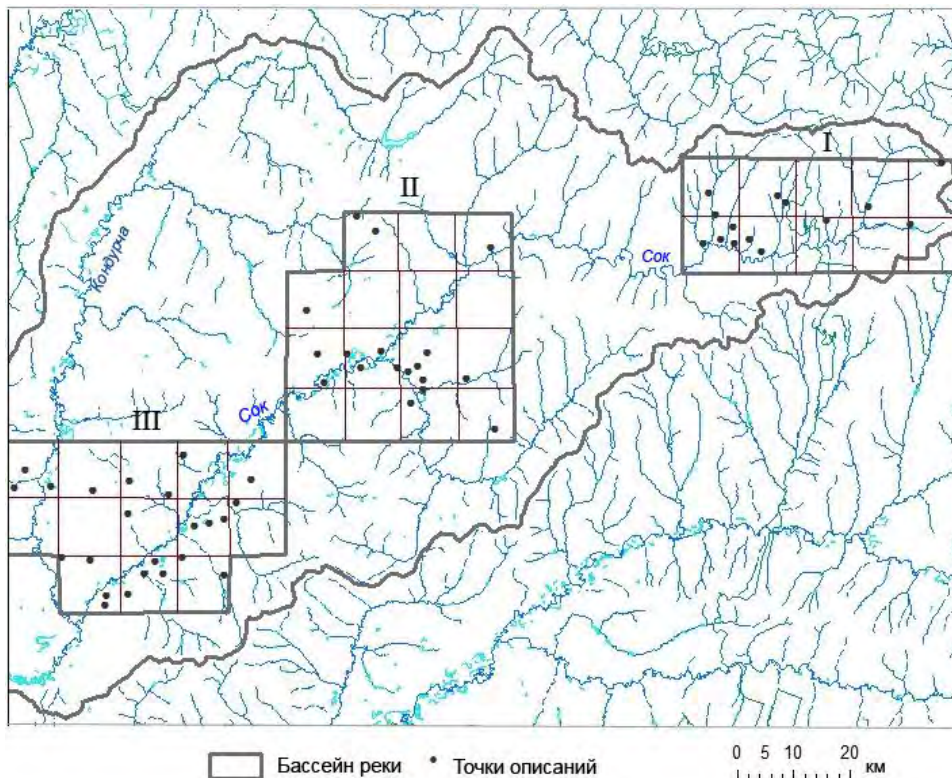 I
II
Сок
Кондурча
III
Сок
Бассейн реки
Точки описаний
0 5 10 20
км